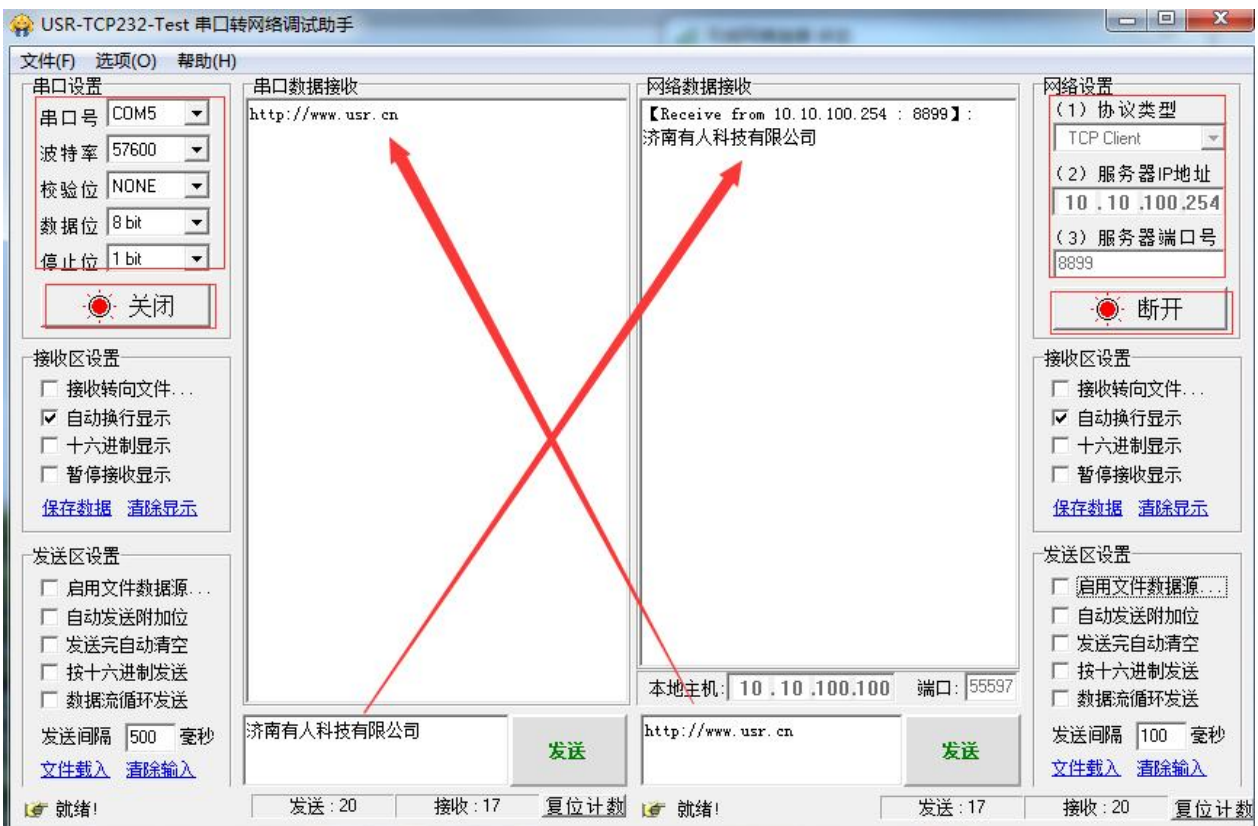 USR-TCP232-Test 串口转网络调试助手
文件(F) 选项(O) 帮助(H)
串口设置
串口号 COM5
波特率 57600
校验位 NONE
数据位 8 bit
停止位 1 bit
关闭
接收区设置
接收转向文件...
自动换行显示
十六进制显示
暂停接收显示
保存数据 清除显示
发送区设置
启用文件数据源...
自动发送附加位
发送完自动清空
按十六进制发送
数据流循环发送
发送间隔 500 毫秒
文件载入 清除输入
就绪!
串口数据接收
http://www.usr.cn
济南有人科技有限公司
发送
发送:20 接收:17 复位计数
网络数据接收
【Receive from 10.10.100.254 : 8899】:
济南有人科技有限公司
本地主机: 10 .10 .100.100 端口: 55597
http://www.usr.cn
发送
就绪!
发送:17 接收:20 复位计数
网络设置
(1) 协议类型
TCP Client
(2) 服务器IP地址
10 .10 .100.254
(3) 服务器端口号
8899
断开
接收区设置
接收转向文件...
自动换行显示
十六进制显示
暂停接收显示
保存数据 清除显示
发送区设置
启用文件数据源...
自动发送附加位
发送完自动清空
按十六进制发送
数据流循环发送
发送间隔 100 毫秒
文件载入 清除输入